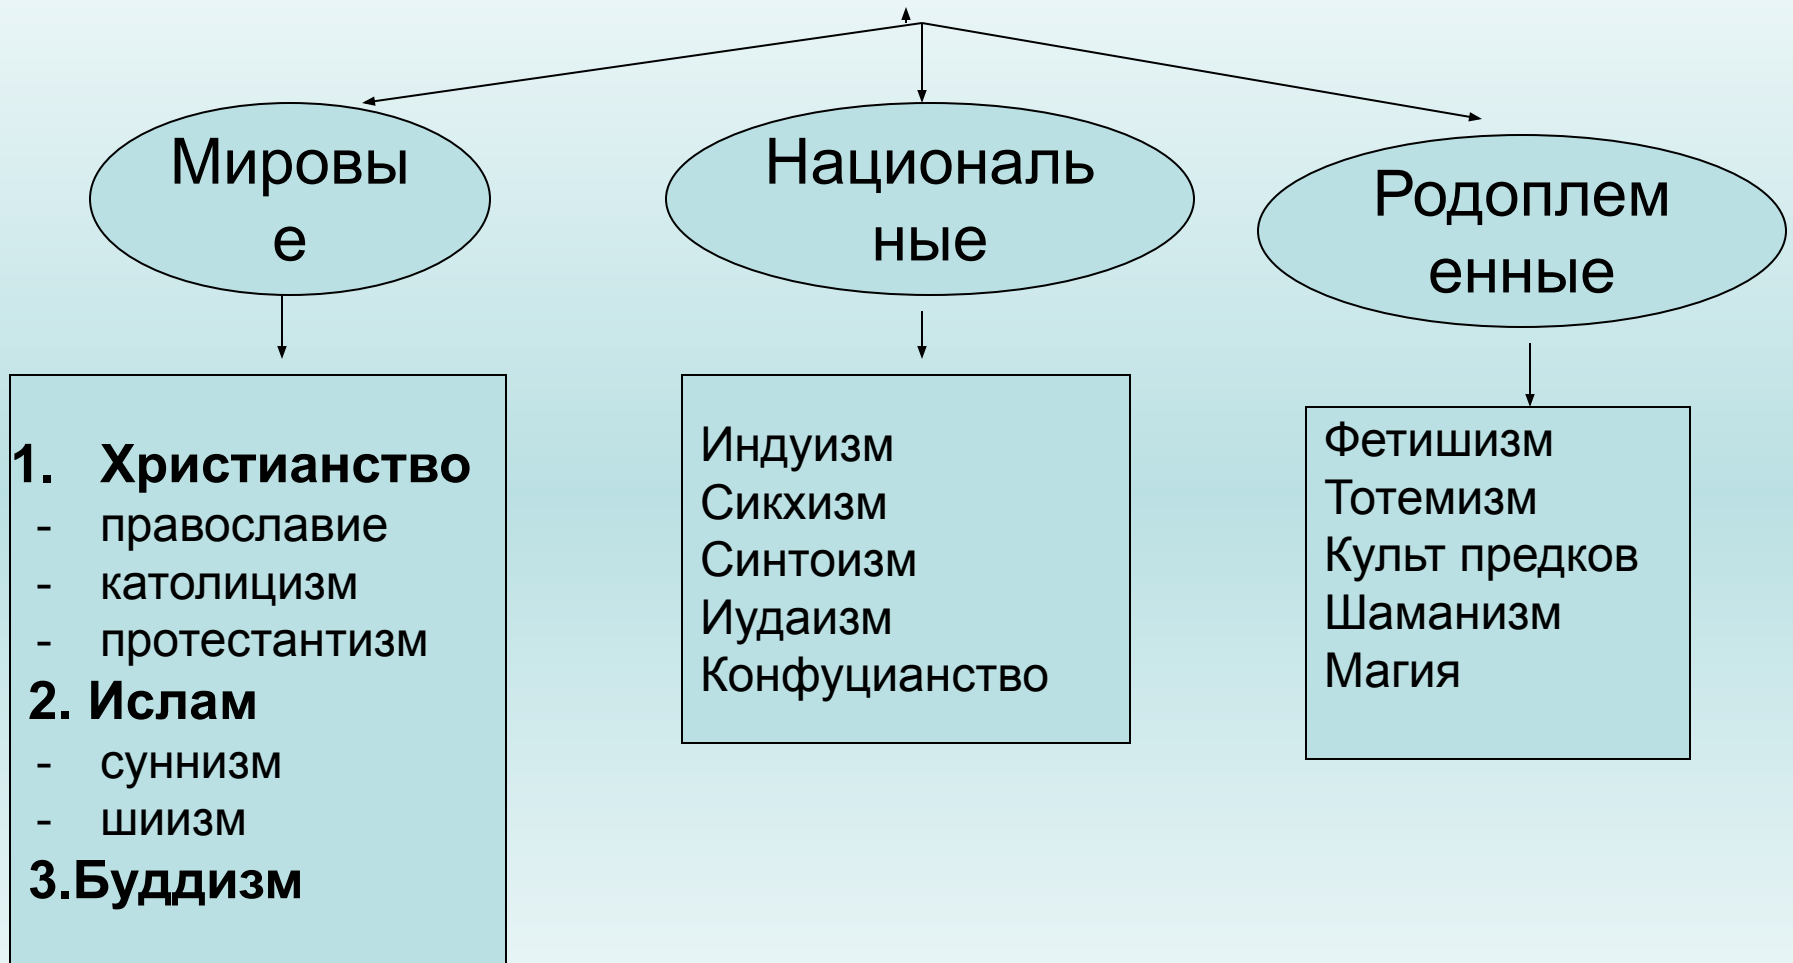 Мировы
е
Националь
ные
Родоплем
енные
1. Христианство
- православие
- католицизм
- протестантизм
2. Ислам
- суннизм
- шиизм
3.Буддизм
Индуизм
Сикхизм
Синтоизм
Иудаизм
Конфуцианство
Фетишизм
Тотемизм
Культ предков
Шаманизм
Магия